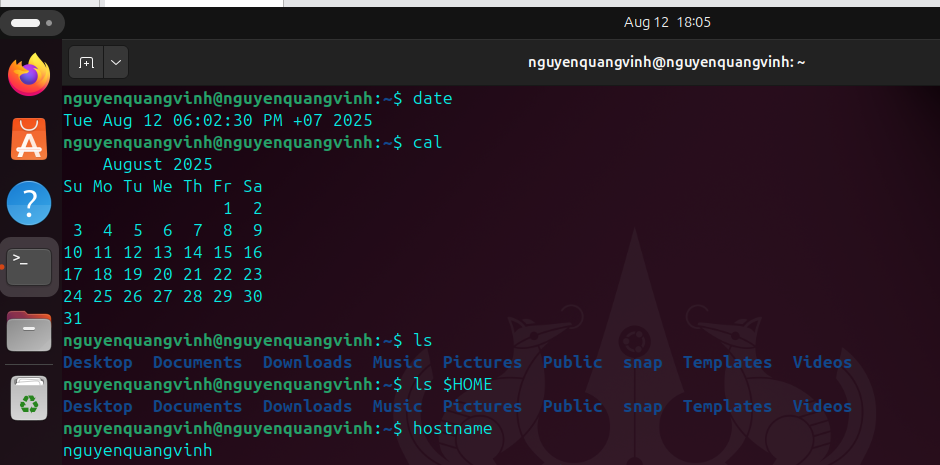 Aug 12 18:05
nguyenquangvinh@nguyenquangvinh: ~
nguyenquangvinh@nguyenquangvinh:~$ date
Tue Aug 12 06:02:30 PM +07 2025
nguyenquangvinh@nguyenquangvinh:~$ cal
    August 2025
Su Mo Tu We Th Fr Sa
                1  2
 3  4  5  6  7  8  9
10 11 12 13 14 15 16
17 18 19 20 21 22 23
24 25 26 27 28 29 30
31
nguyenquangvinh@nguyenquangvinh:~$ ls
Desktop  Documents  Downloads  Music  Pictures  Public  snap  Templates  Videos
nguyenquangvinh@nguyenquangvinh:~$ ls $HOME
Desktop  Documents  Downloads  Music  Pictures  Public  snap  Templates  Videos
nguyenquangvinh@nguyenquangvinh:~$ hostname
nguyenquangvinh